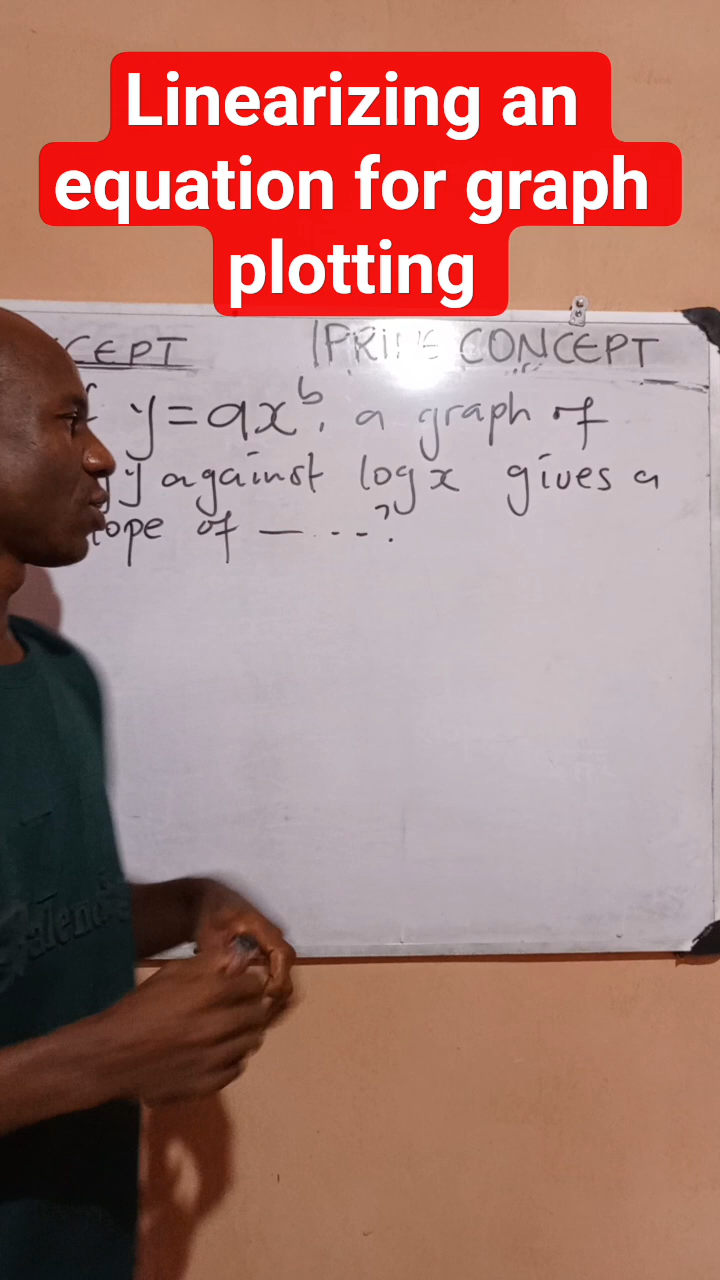 Linearizing an
equation for graph
plotting
CEPT PRIME CONCEPT
y = ax^b, a graph of
y against log x gives a
ope of — ---?